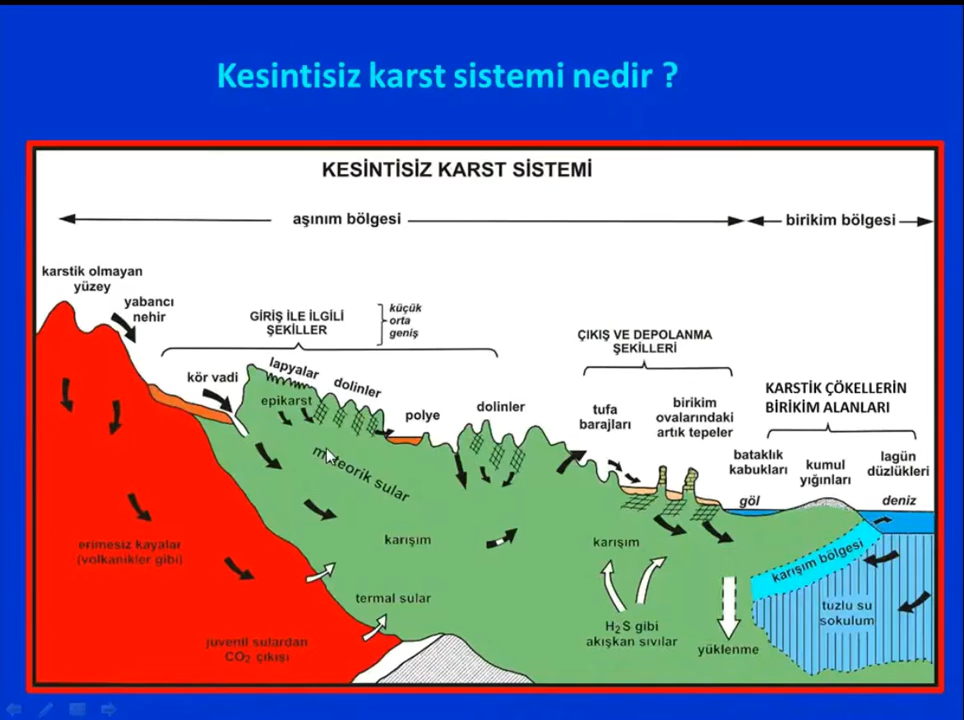 Kesintisiz karst sistemi nedir ?
KESİNTİSİZ KARST SİSTEMİ
aşınım bölgesi
birikim bölgesi
karstik olmayan
yüzey
yabancı
nehir
GİRİŞ İLE İLGİLİ
ŞEKİLLER
küçük
orta
geniş
ÇIKIŞ VE DEPOLANMA
ŞEKİLLERİ
KARSTİK ÇÖKELLERİN
BİRİKİM ALANLARI
kör vadi
lapyalar
dolinler
epikarst
polye
dolinler
tufa
barajları
birikim
ovalarındaki
artık tepeler
bataklık
kabukları
kumul
yığınları
lagün
düzlükleri
göl
deniz
meteorik sular
karışım
karışım
karışım bölgesi
erimesiz kayalar
(volkanikler gibi)
termal sular
tuzlu su
sokulum
H₂S gibi
akışkan sıvılar
yüklenme
juvenil sulardan
CO₂ çıkışı